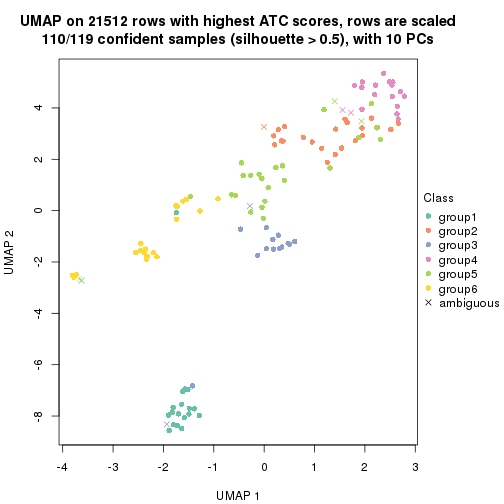 UMAP on 21512 rows with highest ATC scores, rows are scaled
110/119 confident samples (silhouette > 0.5), with 10 PCs
UMAP 2
4
2
0
-2
-4
-6
-8
-4
-3
-2
-1
0
1
2
3
UMAP 1
Class
group1
group2
group3
group4
group5
group6
ambiguous